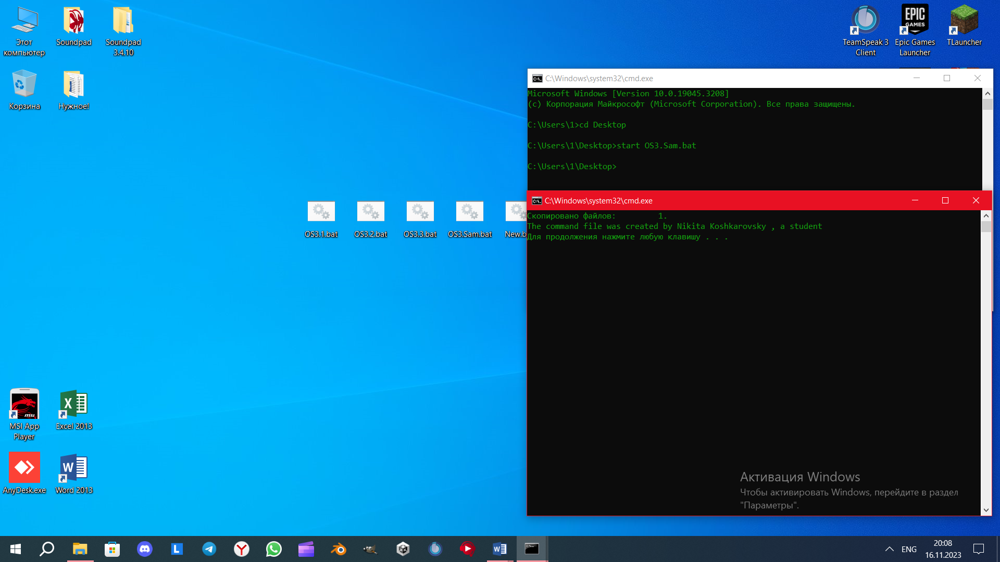 Этот
компьютер
Soundpad
Soundpad
3.4.10
Корзина
Нужное!
TeamSpeak 3
Client
EPIC
GAMES
Epic Games
Launcher
TLauncher
C:\Windows\system32\cmd.exe
Microsoft Windows [Version 10.0.19045.3208]
(c) Корпорация Майкрософт (Microsoft Corporation). Все права защищены.
C:\Users\1>cd Desktop
C:\Users\1\Desktop>start OS3.Sam.bat
C:\Users\1\Desktop>
C:\Windows\system32\cmd.exe
Скопировано файлов:         1.
The command file was created by Nikita Koshkarovsky , a student
Для продолжения нажмите любую клавишу . . .
OS3.1.bat
OS3.2.bat
OS3.3.bat
OS3.Sam.bat
New.b
msi
MSI App
Player
Excel 2013
AnyDesk.exe
Word 2013
Активация Windows
Чтобы активировать Windows, перейдите в раздел
"Параметры".
ENG
20:08
16.11.2023